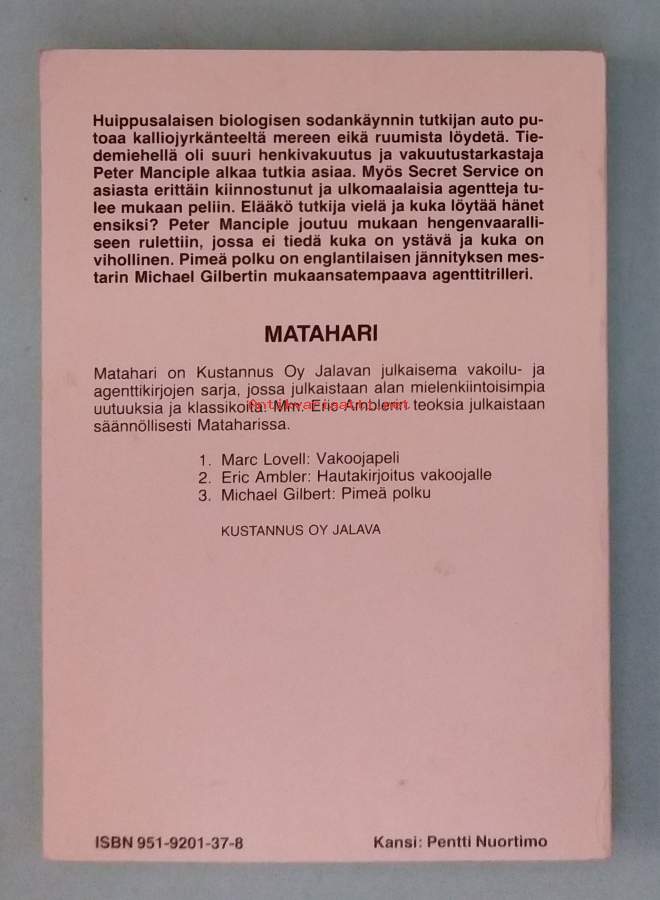 Huippusalaisen biologisen sodankäynnin tutkijan auto pu-
toaa kalliojyrkänteeltä mereen eikä ruumista löydetä. Tie-
demiehellä oli suuri henkivakuutus ja vakuutustarkastaja
Peter Manciple alkaa tutkia asiaa. Myös Secret Service on
asiasta erittäin kiinnostunut ja ulkomaalaisia agentteja tu-
lee mukaan peliin. Elääkö tutkija vielä ja kuka löytää hänet
ensiksi? Peter Manciple joutuu mukaan hengenvaaralli-
seen rulettiin, jossa ei tiedä kuka on ystävä ja kuka on
vihollinen. Pimeä polku on englantilaisen jännityksen mes-
tarin Michael Gilbertin mukaansatempaava agenttitrilleri.
MATAHARI
Matahari on Kustannus Oy Jalavan julkaisema vakoilu- ja
agenttikirjojen sarja, jossa julkaistaan alan mielenkiintoisimpia
uutuuksia ja klassikoita. Mm. Eric Amblerin teoksia julkaistaan
säännöllisesti Mataharissa.
1. Marc Lovell: Vakoojapeli
2. Eric Ambler: Hautakirjoitus vakoojalle
3. Michael Gilbert: Pimeä polku
KUSTANNUS OY JALAVA
ISBN 951-9201-37-8
Kansi: Pentti Nuortimo